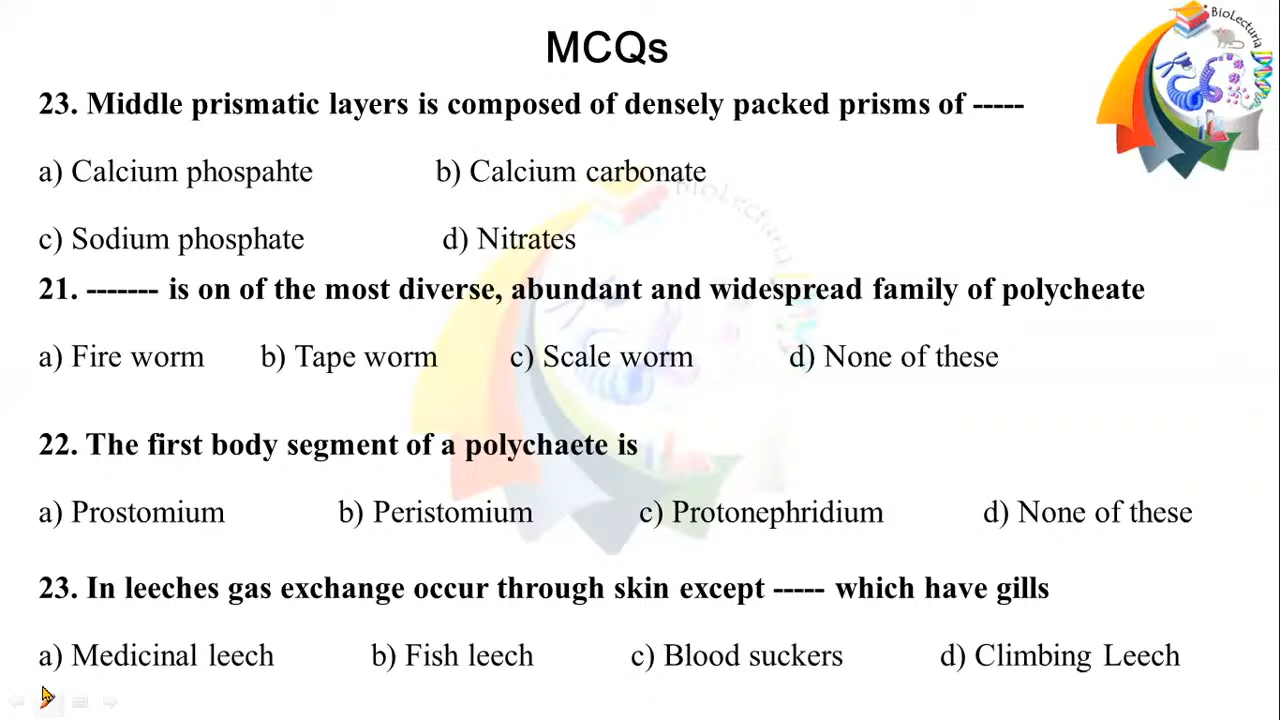 MCQs
BioLecturia
23. Middle prismatic layers is composed of densely packed prisms of -----
a) Calcium phospahte b) Calcium carbonate
c) Sodium phosphate d) Nitrates
21. ------- is on of the most diverse, abundant and widespread family of polycheate
a) Fire worm b) Tape worm c) Scale worm d) None of these
22. The first body segment of a polychaete is
a) Prostomium b) Peristomium c) Protonephridium d) None of these
23. In leeches gas exchange occur through skin except ----- which have gills
a) Medicinal leech b) Fish leech c) Blood suckers d) Climbing Leech
BioLecturia